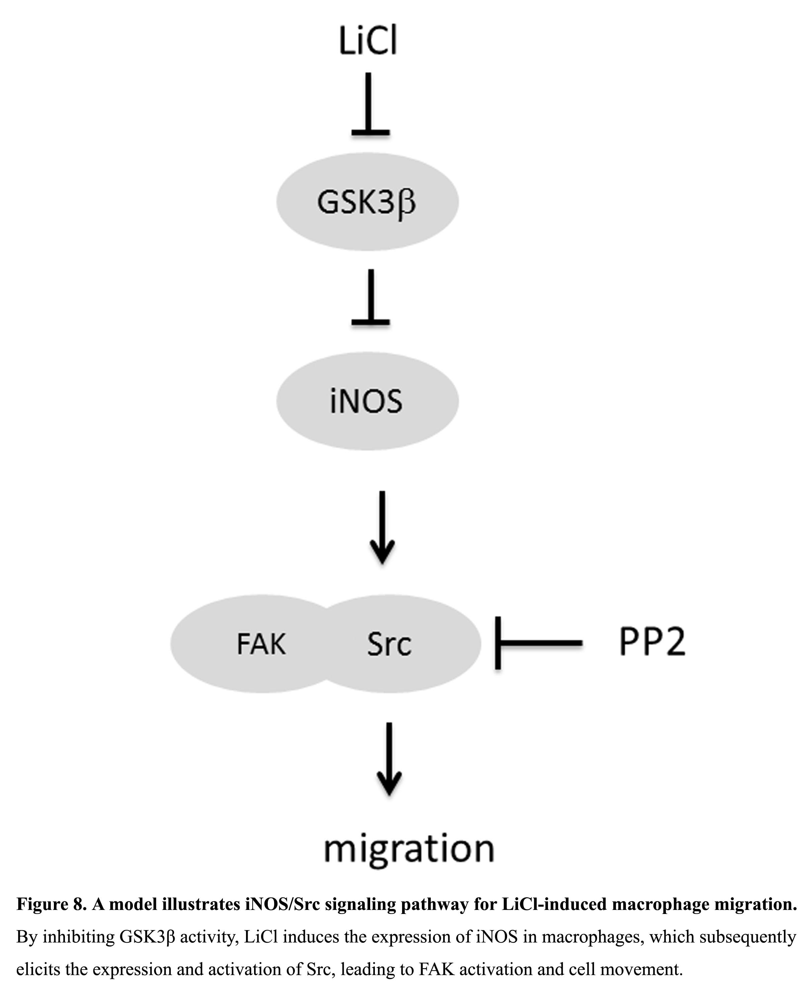 LiCl
GSK3β
iNOS
FAK Src PP2
migration
Figure 8. A model illustrates iNOS/Src signaling pathway for LiCl-induced macrophage migration.
By inhibiting GSK3β activity, LiCl induces the expression of iNOS in macrophages, which subsequently
elicits the expression and activation of Src, leading to FAK activation and cell movement.